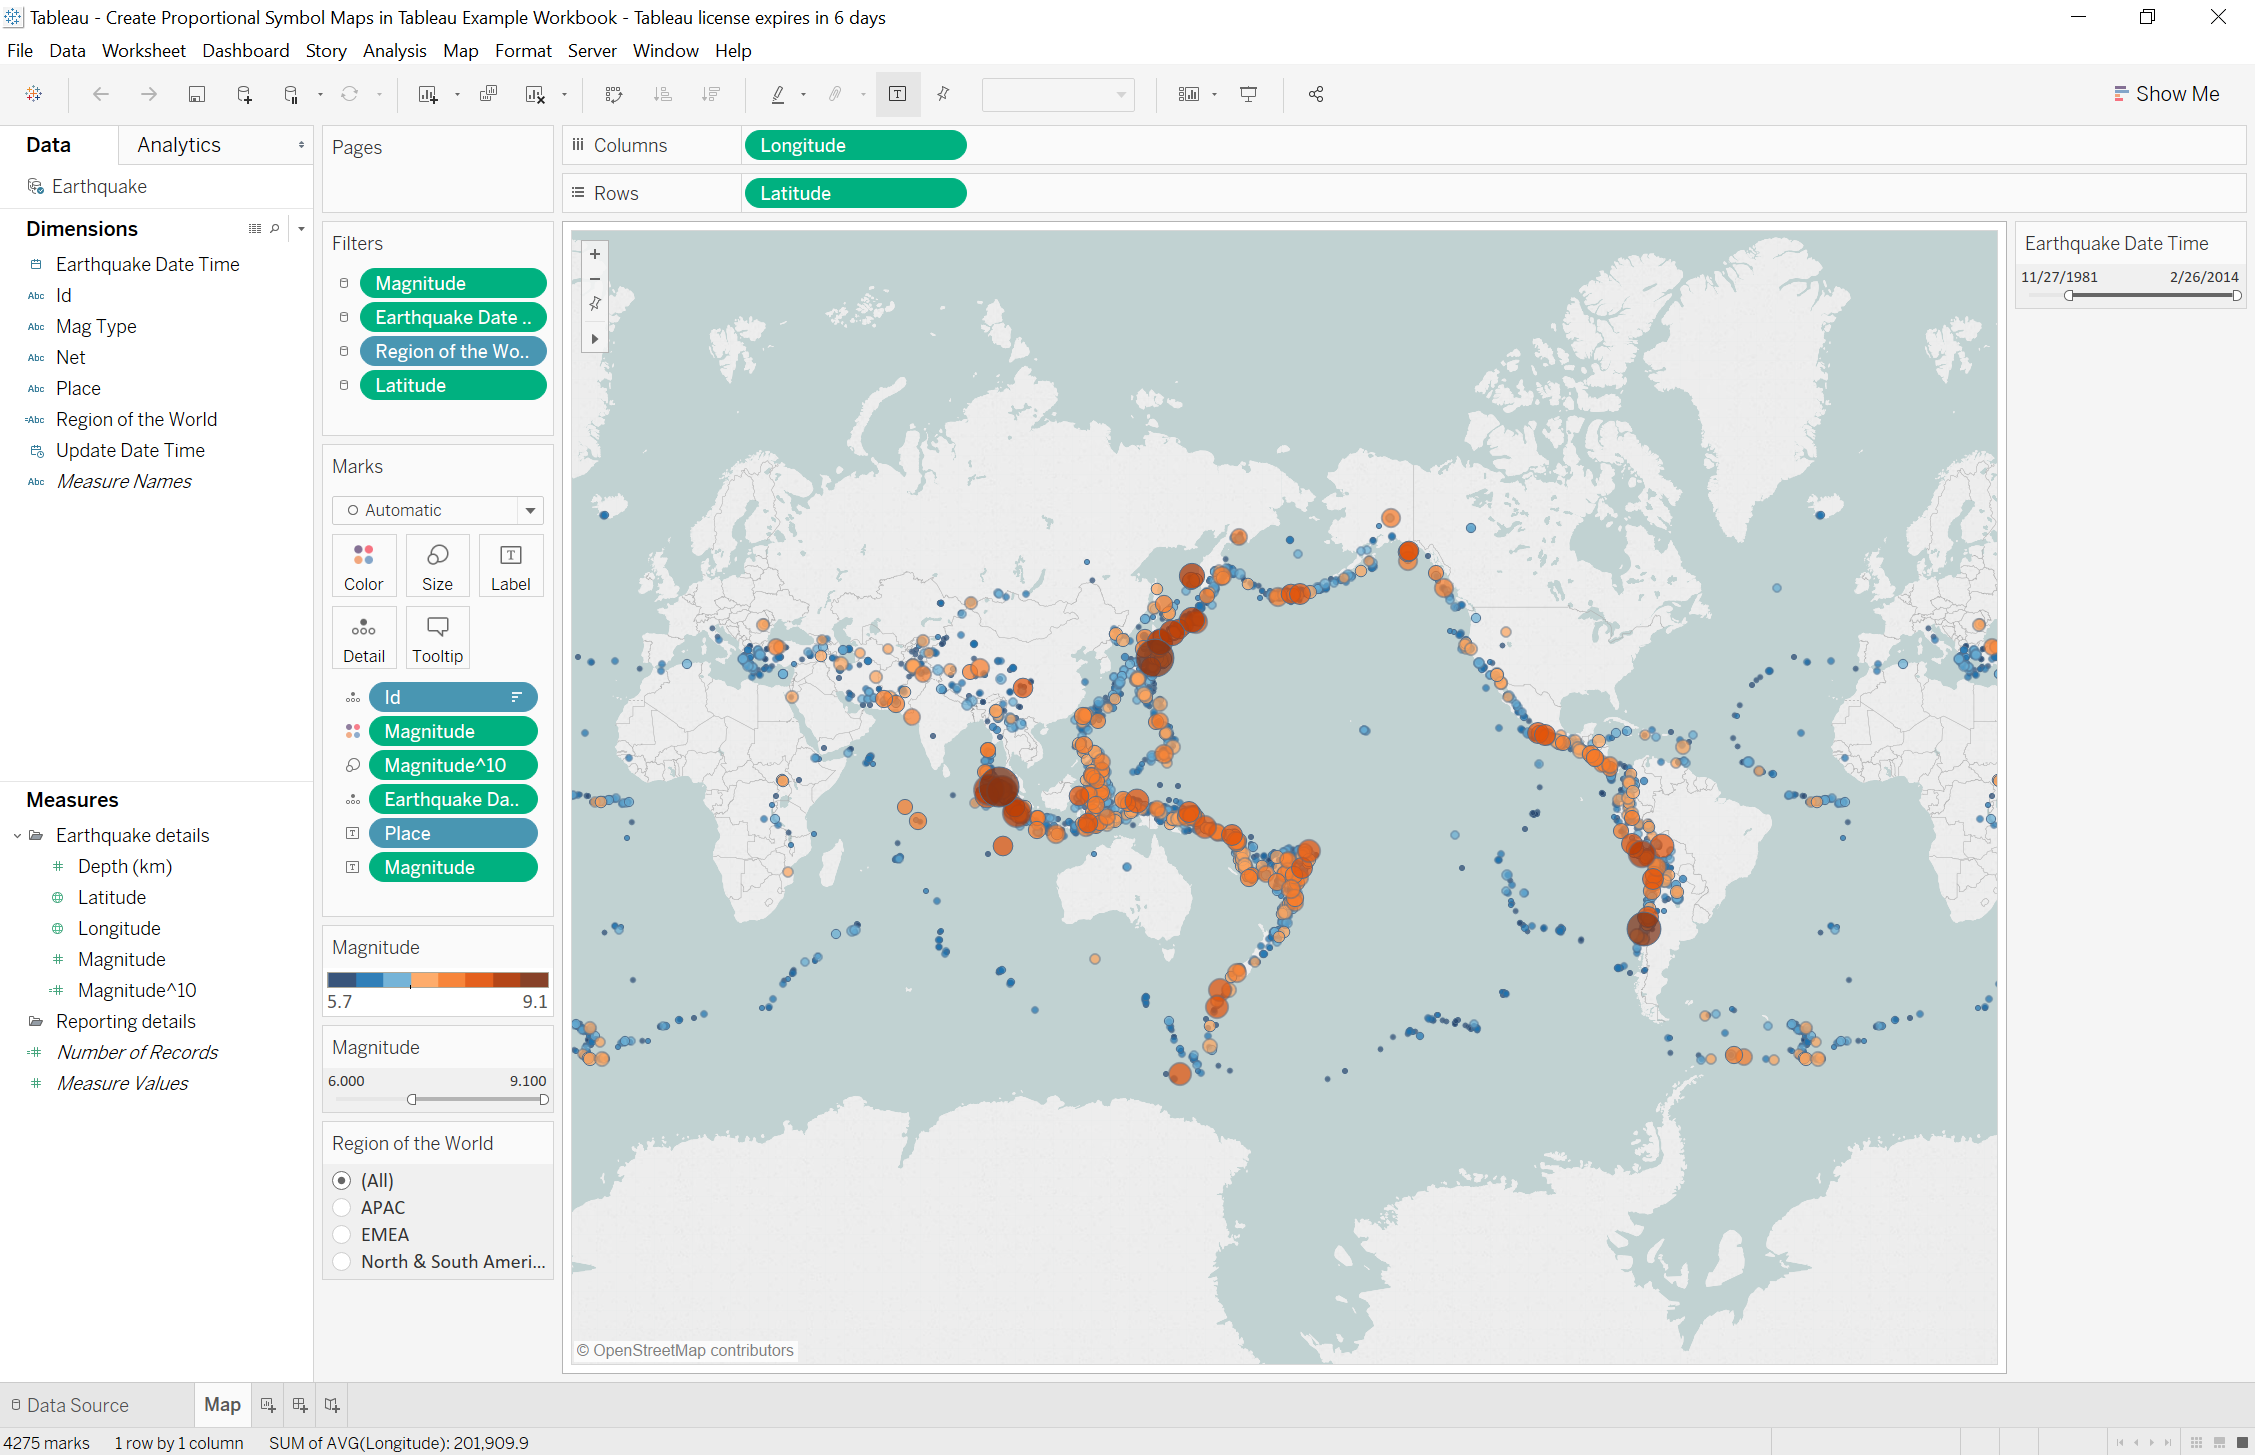 Tableau - Create Proportional Symbol Maps in Tableau Example Workbook - Tableau license expires in 6 days
File Data Worksheet Dashboard Story Analysis Map Format Server Window Help
Show Me
Data Analytics
Earthquake
Dimensions
Earthquake Date Time
Abc Id
Abc Mag Type
Abc Net
Abc Place
=Abc Region of the World
Update Date Time
Abc Measure Names
Measures
Earthquake details
# Depth (km)
Latitude
Longitude
# Magnitude
=# Magnitude^10
Reporting details
=# Number of Records
# Measure Values
Pages
Filters
Magnitude
Earthquake Date ..
Region of the Wo..
Latitude
Marks
Automatic
Color Size Label
Detail Tooltip
Id
Magnitude
Magnitude^10
Earthquake Da..
Place
Magnitude
Magnitude
5.7 9.1
Magnitude
6.000 9.100
Region of the World
(All)
APAC
EMEA
North & South Ameri...
Columns Longitude
Rows Latitude
© OpenStreetMap contributors
Earthquake Date Time
11/27/1981 2/26/2014
Data Source Map
4275 marks 1 row by 1 column SUM of AVG(Longitude): 201,909.9